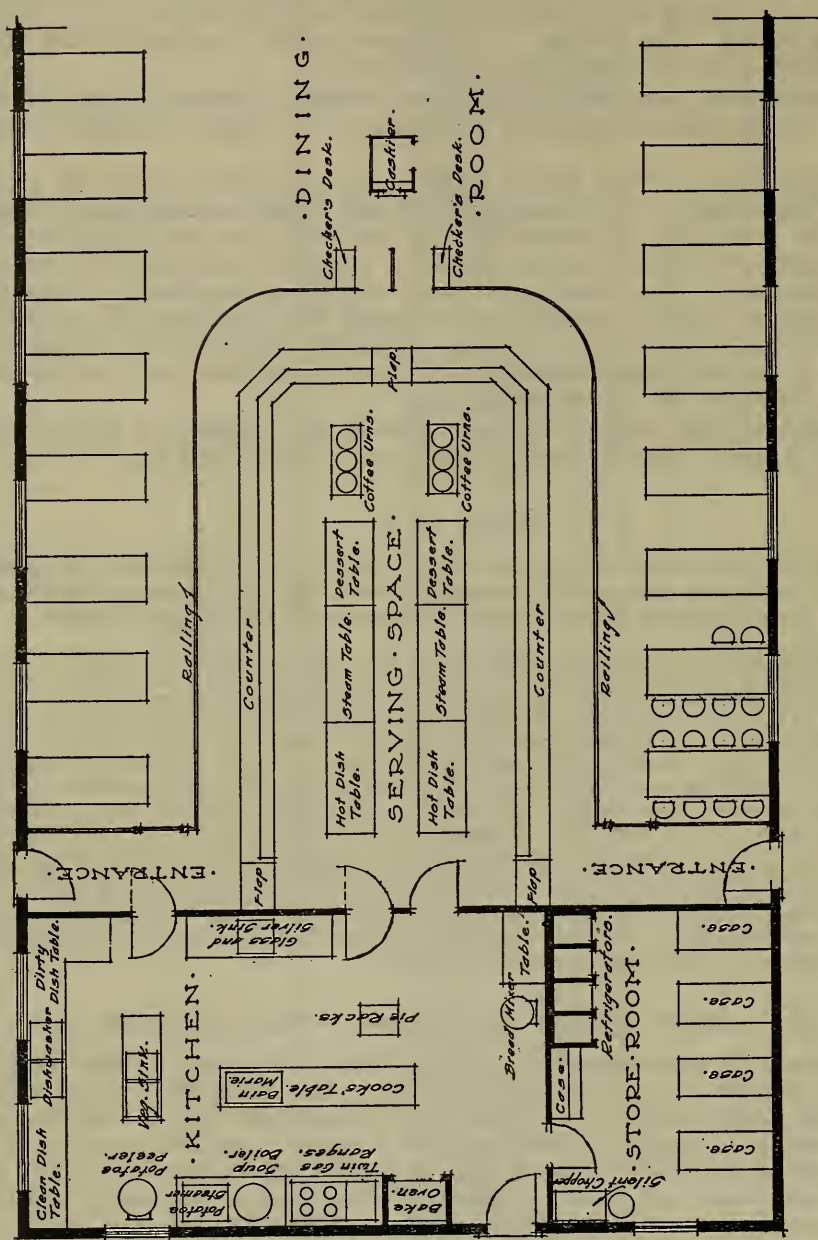 ·DINING·
·ROOM·
Checker's Desk.
Cashier.
Checker's Desk.
Flap.
Coffee Urns.
Coffee Urns.
Dessert
Table.
Dessert
Table.
Railing
Counter
Steam Table.
·SERVING·SPACE·
Steam Table.
Counter
Railing
Hot Dish
Table.
Hot Dish
Table.
·ENTRANCE·
Flap
Flap
·ENTRANCE·
Dirty
Dish Table.
Glass and
Silver Sink.
Dishwasher
Clean Dish
Table.
Veg. Sink.
·KITCHEN·
Pie Racks.
Bain
Marie.
Cooks' Table.
Bread Mixer
Table.
Refrigerators.
·STORE·ROOM·
Case.
Case.
Case.
Case.
Case.
Potatoe
Peeler.
Potatoe
Steamer
Soup
Boiler.
Twin Gas
Ranges.
Bake
Oven.
Silent Chopper